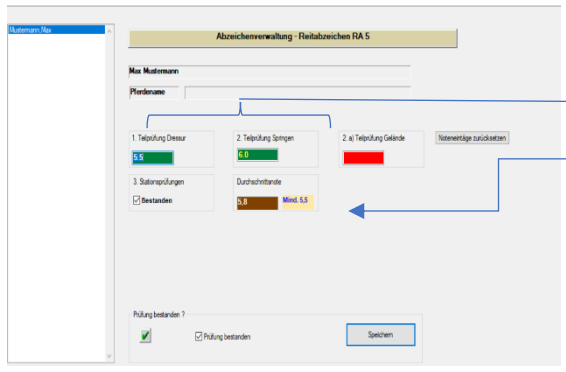 Mustermann,Max
Abzeichenverwaltung - Reitabzeichen RA 5
Max Mustermann
Pferdename
1. Teilprüfung Dressur
2. Teilprüfung Springen
2. a) Teilprüfung Gelände
Noteneinträge zurücksetzen
5.5
6.0
3. Stationsprüfungen
Durchschnittsnote
Bestanden
5,8
Mind. 5,5
Prüfung bestanden ?
Prüfung bestanden
Speichern